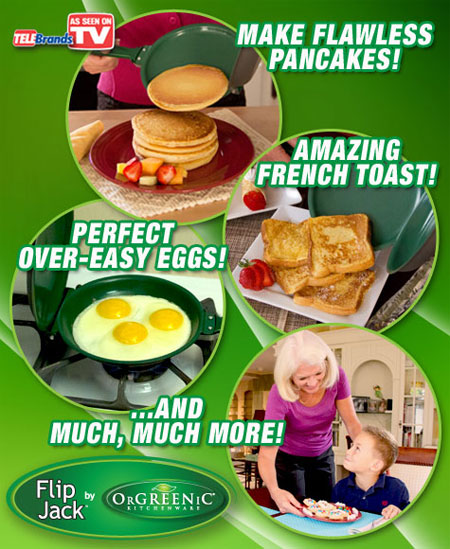 AS SEEN ON
TELEBrands TV
MAKE FLAWLESS
PANCAKES!
AMAZING
FRENCH TOAST!
PERFECT
OVER-EASY EGGS!
...AND
MUCH, MUCH MORE!
Flip
Jack™
by
ORGREENIC®
KITCHENWARE